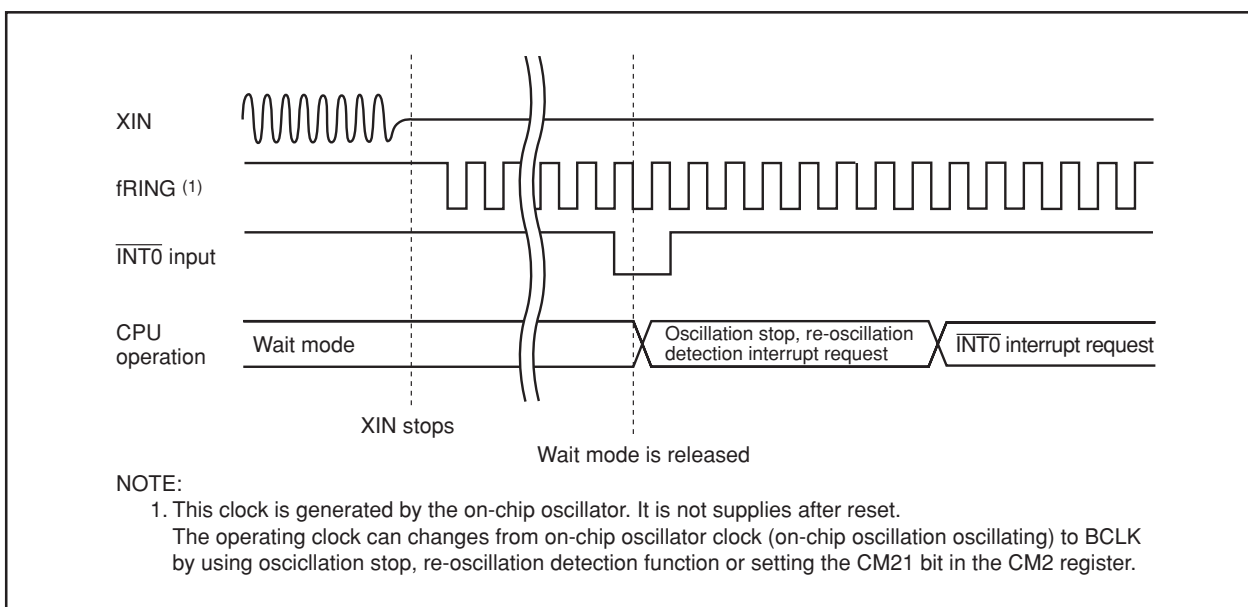 XIN
fRING (1)
INT0 input
CPU
operation
Wait mode
Oscillation stop, re-oscillation
detection interrupt request
INT0 interrupt request
XIN stops
Wait mode is released
NOTE:
1. This clock is generated by the on-chip oscillator. It is not supplies after reset.
The operating clock can changes from on-chip oscillator clock (on-chip oscillation oscillating) to BCLK
by using oscicllation stop, re-oscillation detection function or setting the CM21 bit in the CM2 register.